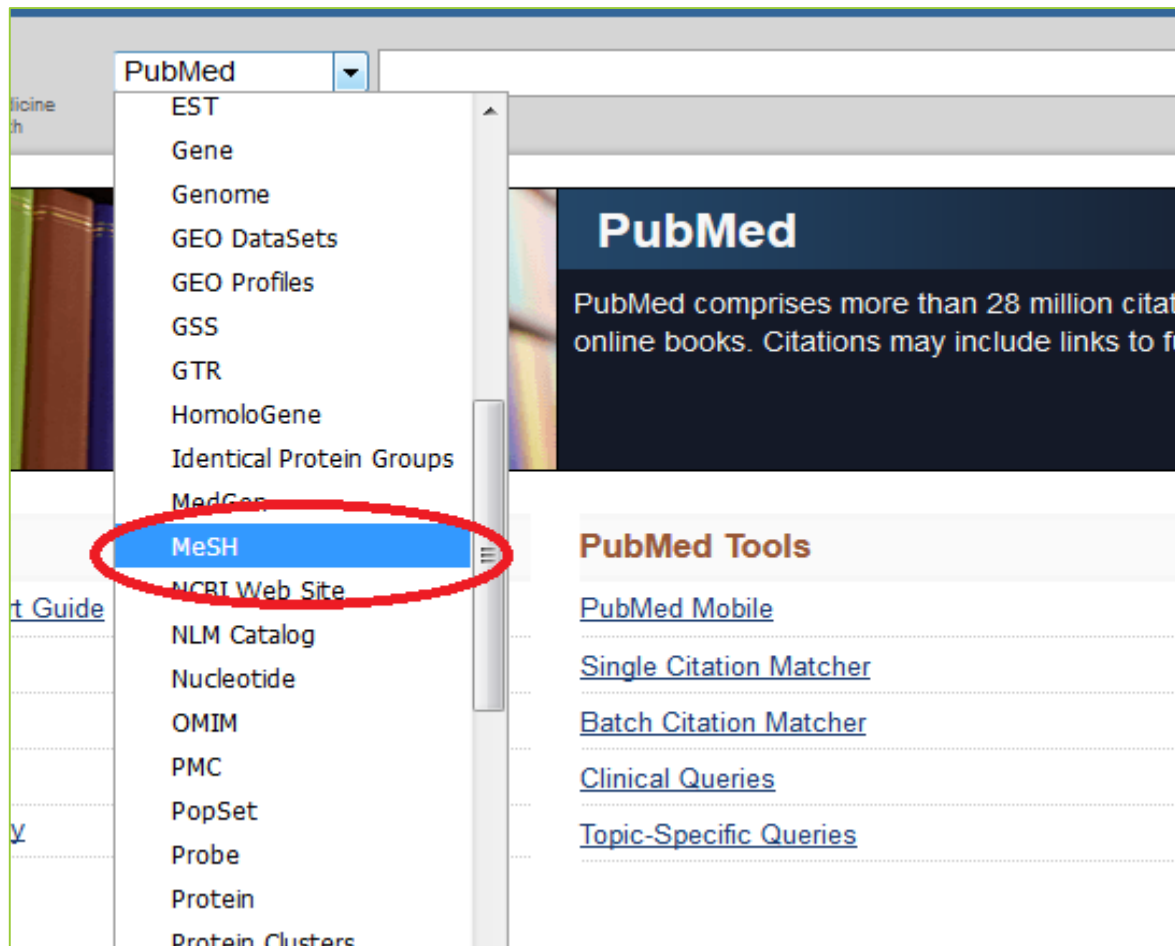 PubMed
EST
Gene
Genome
GEO DataSets
GEO Profiles
GSS
GTR
HomoloGene
Identical Protein Groups
MedGen
MeSH
NCBI Web Site
NLM Catalog
Nucleotide
OMIM
PMC
PopSet
Probe
Protein
Protein Clusters
PubMed
PubMed comprises more than 28 million citat
online books. Citations may include links to fu
t Guide
y
PubMed Tools
PubMed Mobile
Single Citation Matcher
Batch Citation Matcher
Clinical Queries
Topic-Specific Queries